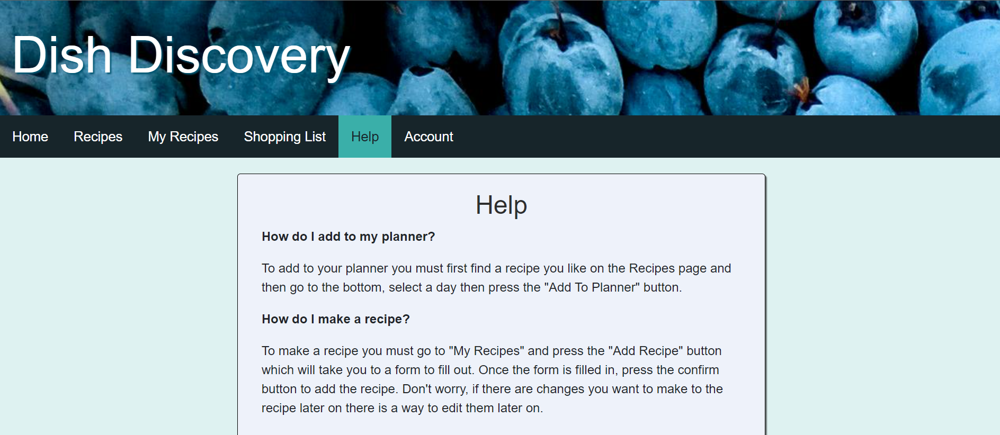 Dish Discovery
Home Recipes My Recipes Shopping List Help Account
Help
How do I add to my planner?
To add to your planner you must first find a recipe you like on the Recipes page and
then go to the bottom, select a day then press the "Add To Planner" button.
How do I make a recipe?
To make a recipe you must go to "My Recipes" and press the "Add Recipe" button
which will take you to a form to fill out. Once the form is filled in, press the confirm
button to add the recipe. Don't worry, if there are changes you want to make to the
recipe later on there is a way to edit them later on.